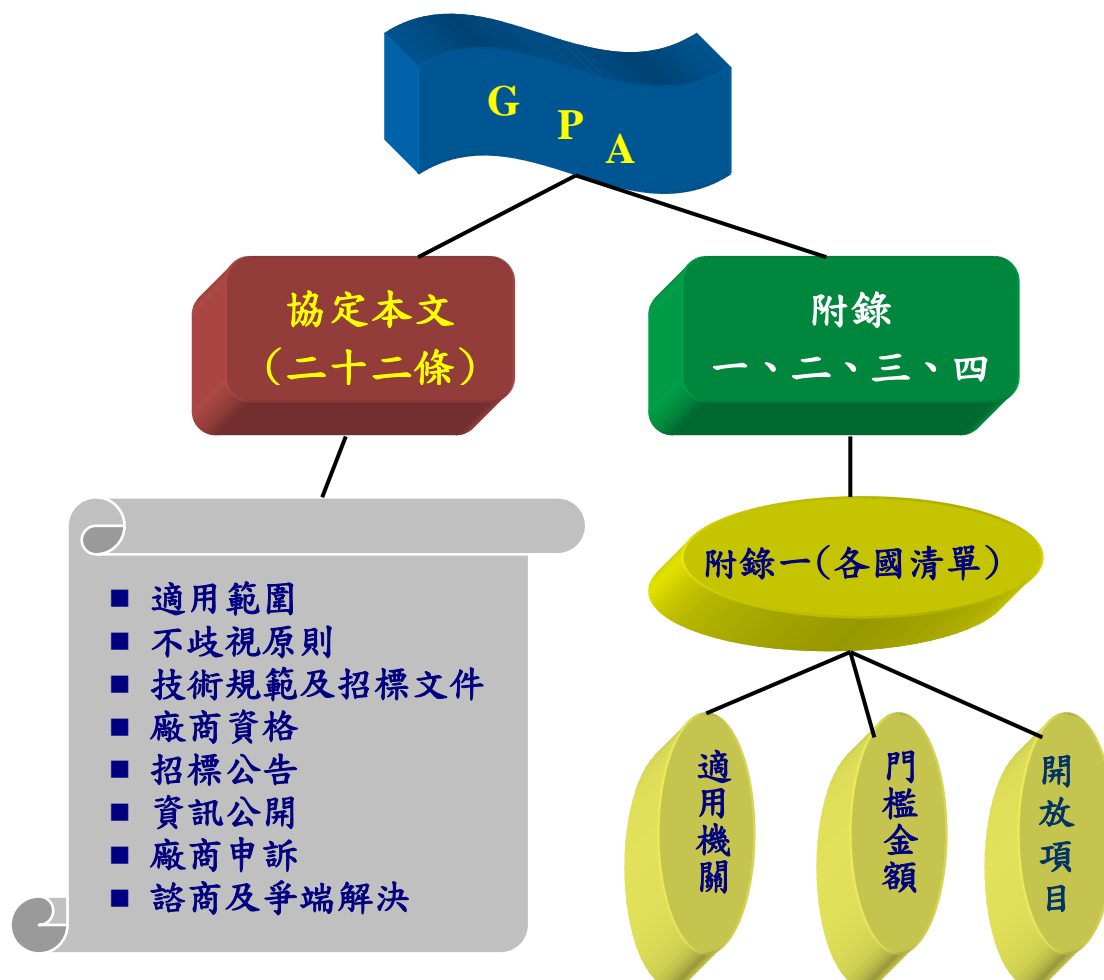 G P A
協定本文
(二十二條)
附錄
一、二、三、四
■ 適用範圍
■ 不歧視原則
■ 技術規範及招標文件
■ 廠商資格
■ 招標公告
■ 資訊公開
■ 廠商申訴
■ 諮商及爭端解決
附錄一(各國清單)
適用機關
門檻金額
開放項目